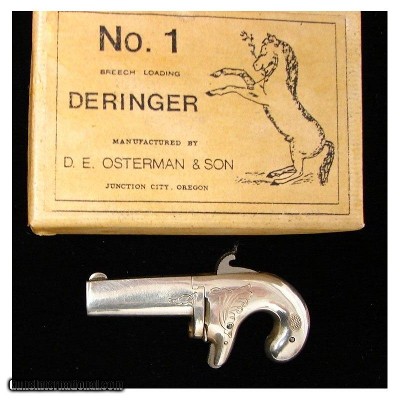 No. 1
BREECH LOADING
DERINGER
MANUFACTURED BY
D. E. OSTERMAN & SON
JUNCTION CITY, OREGON